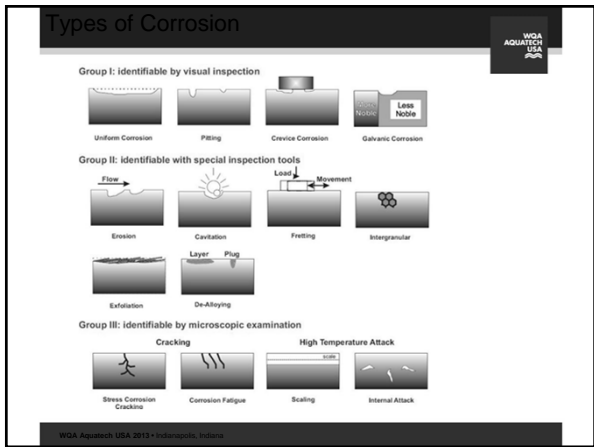 Types of Corrosion
WQA
AQUATECH
USA
Group I: identifiable by visual inspection
More
Noble
Less
Noble
Uniform Corrosion
Pitting
Crevice Corrosion
Galvanic Corrosion
Group II: identifiable with special inspection tools
Flow
Load
Movement
Erosion
Cavitation
Fretting
Intergranular
Layer
Plug
Exfoliation
De-Alloying
Group III: identifiable by microscopic examination
Cracking
High Temperature Attack
scale
Stress Corrosion
Cracking
Corrosion Fatigue
Scaling
Internal Attack
WQA Aquatech USA 2013 • Indianapolis, Indiana